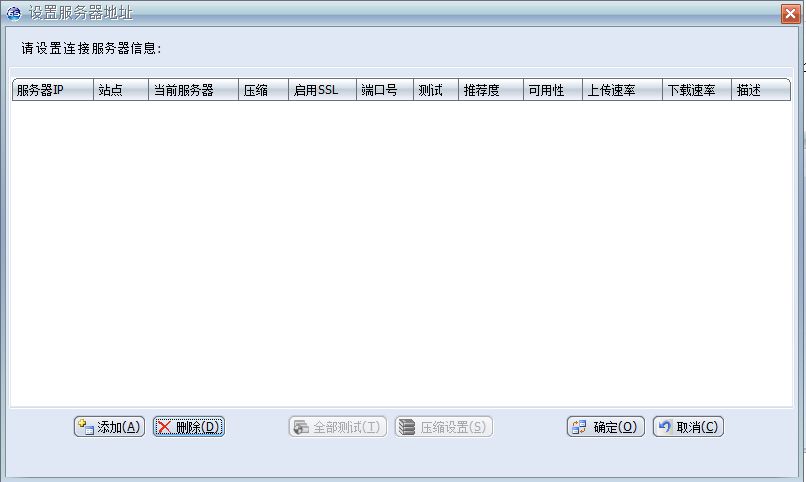 设置服务器地址
请设置连接服务器信息:
服务器IP 站点 当前服务器 压缩 启用SSL 端口号 测试 推荐度 可用性 上传速率 下载速率 描述
添加(A) 删除(D) 全部测试(T) 压缩设置(S) 确定(O) 取消(C)